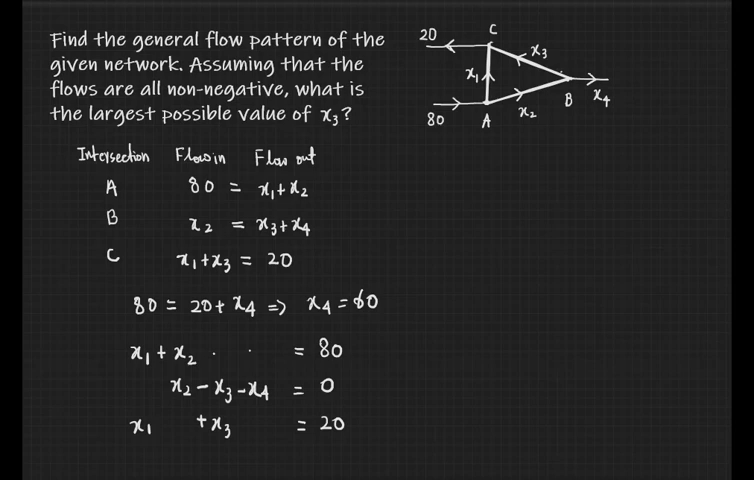 Find the general flow pattern of the
given network. Assuming that the
flows are all non-negative, what is
the largest possible value of x₃?
20
C
x₃
x₁
B
x₄
x₂
A
80
Intersection Flow in Flow out
A 80 = x₁+x₂
B x₂ = x₃+x₄
C x₁+x₃ = 20
80 = 20+x₄ => x₄ = 60
x₁ + x₂ = 80
x₂ - x₃ - x₄ = 0
x₁ + x₃ = 20